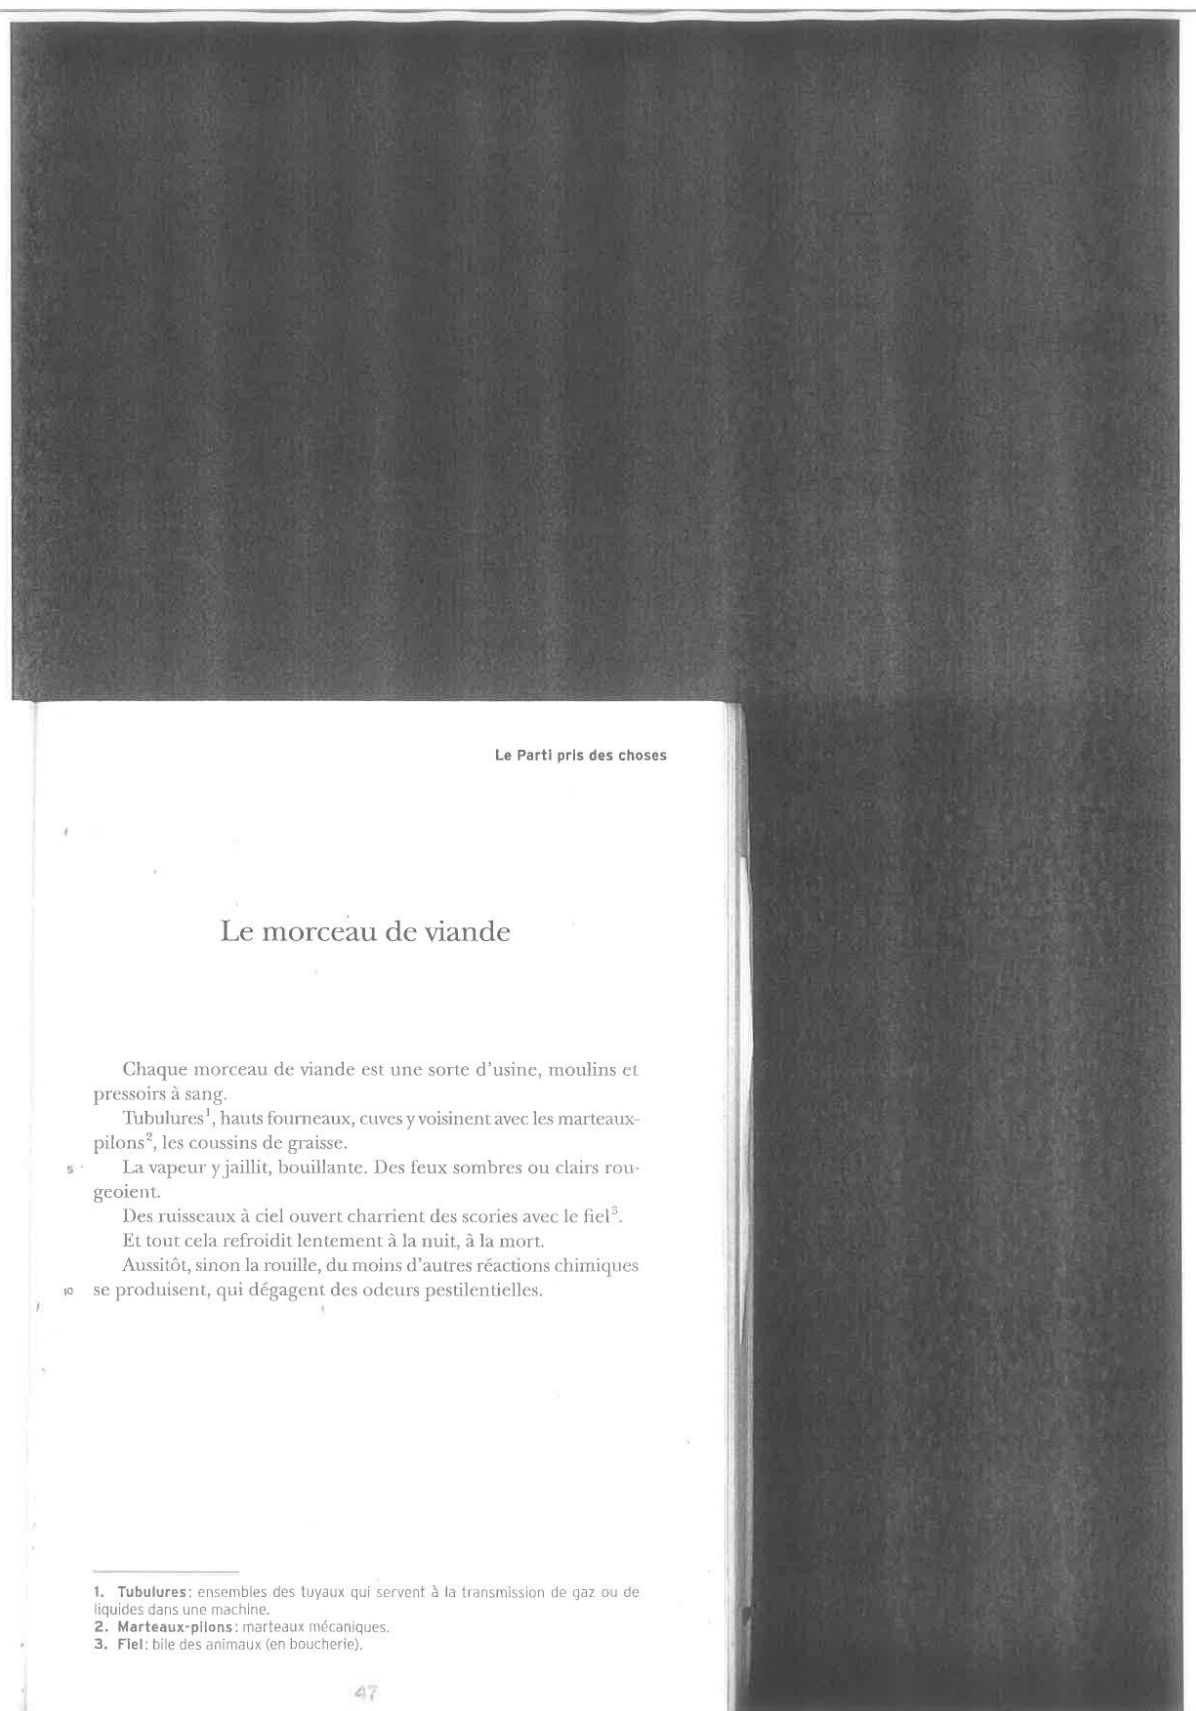 Le Parti pris des choses
Le morceau de viande
Chaque morceau de viande est une sorte d'usine, moulins et
pressoirs à sang.
Tubulures¹, hauts fourneaux, cuves y voisinent avec les marteaux-
pilons², les coussins de graisse.
5 La vapeur y jaillit, bouillante. Des feux sombres ou clairs rou-
geoient.
Des ruisseaux à ciel ouvert charrient des scories avec le fiel³.
Et tout cela refroidit lentement à la nuit, à la mort.
Aussitôt, sinon la rouille, du moins d'autres réactions chimiques
10 se produisent, qui dégagent des odeurs pestilentielles.
1. Tubulures: ensembles des tuyaux qui servent à la transmission de gaz ou de
liquides dans une machine.
2. Marteaux-pilons: marteaux mécaniques.
3. Fiel: bile des animaux (en boucherie).
47